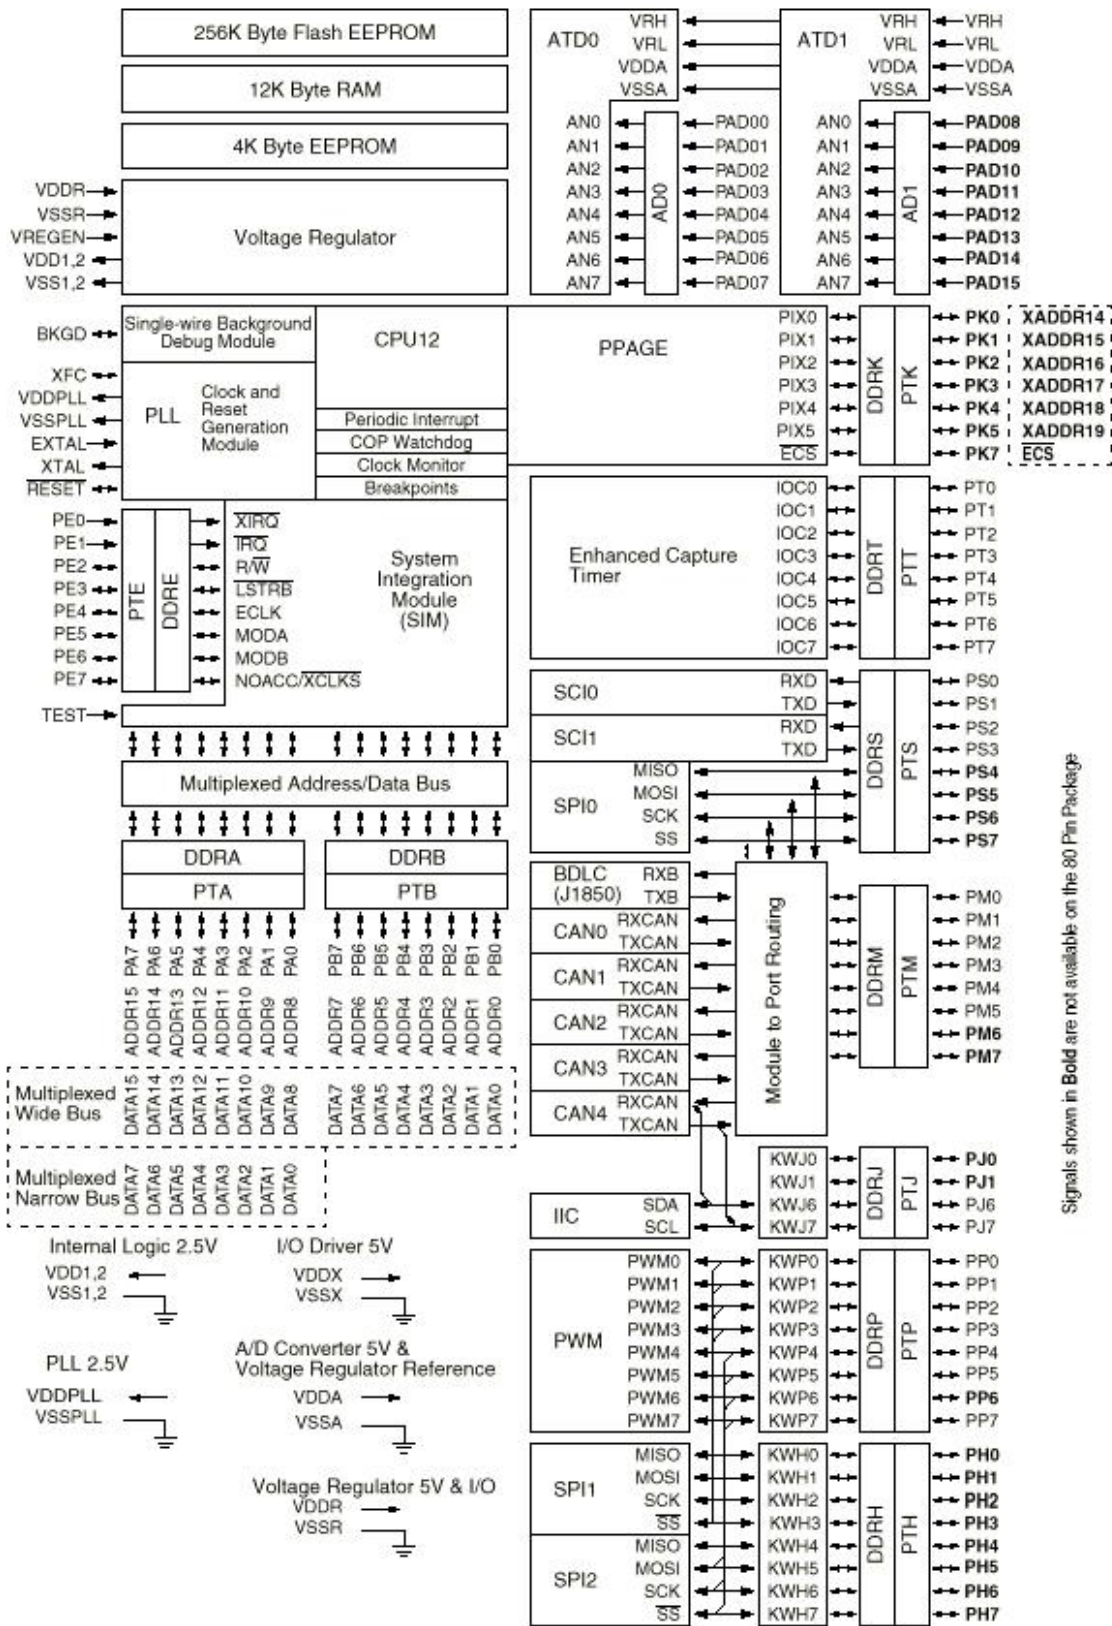 256K Byte Flash EEPROM
12K Byte RAM
4K Byte EEPROM
VDDR
VSSR
VREGEN
VDD1,2
VSS1,2
Voltage Regulator
ATD0
VRH
VRL
VDDA
VSSA
AN0
AN1
AN2
AN3
AN4
AN5
AN6
AN7
AD0
PAD00
PAD01
PAD02
PAD03
PAD04
PAD05
PAD06
PAD07
ATD1
VRH
VRL
VDDA
VSSA
AN0
AN1
AN2
AN3
AN4
AN5
AN6
AN7
AD1
VRH
VRL
VDDA
VSSA
PAD08
PAD09
PAD10
PAD11
PAD12
PAD13
PAD14
PAD15
BKGD
XFC
VDDPLL
VSSPLL
EXTAL
XTAL
RESET
Single-wire Background
Debug Module
CPU12
PLL
Clock and
Reset
Generation
Module
Periodic Interrupt
COP Watchdog
Clock Monitor
Breakpoints
PPAGE
PIX0
PIX1
PIX2
PIX3
PIX4
PIX5
ECS
DDRK
PTK
PK0 XADDR14
PK1 XADDR15
PK2 XADDR16
PK3 XADDR17
PK4 XADDR18
PK5 XADDR19
PK7 ECS
PE0
PE1
PE2
PE3
PE4
PE5
PE6
PE7
TEST
PTE
DDRE
XIRQ
IRQ
R/W
LSTRB
ECLK
MODA
MODB
NOACC/XCLKS
System
Integration
Module
(SIM)
Enhanced Capture
Timer
IOC0
IOC1
IOC2
IOC3
IOC4
IOC5
IOC6
IOC7
DDRT
PTT
PT0
PT1
PT2
PT3
PT4
PT5
PT6
PT7
SCI0
RXD
TXD
SCI1
RXD
TXD
SPI0
MISO
MOSI
SCK
SS
DDRS
PTS
PS0
PS1
PS2
PS3
PS4
PS5
PS6
PS7
Multiplexed Address/Data Bus
DDRA
PTA
DDRB
PTB
PA7
PA6
PA5
PA4
PA3
PA2
PA1
PA0
PB7
PB6
PB5
PB4
PB3
PB2
PB1
PB0
ADDR15
ADDR14
ADDR13
ADDR12
ADDR11
ADDR10
ADDR9
ADDR8
ADDR7
ADDR6
ADDR5
ADDR4
ADDR3
ADDR2
ADDR1
ADDR0
Multiplexed
Wide Bus
DATA15
DATA14
DATA13
DATA12
DATA11
DATA10
DATA9
DATA8
DATA7
DATA6
DATA5
DATA4
DATA3
DATA2
DATA1
DATA0
Multiplexed
Narrow Bus
DATA7
DATA6
DATA5
DATA4
DATA3
DATA2
DATA1
DATA0
BDLC
(J1850)
RXB
TXB
CAN0
RXCAN
TXCAN
CAN1
RXCAN
TXCAN
CAN2
RXCAN
TXCAN
CAN3
RXCAN
TXCAN
CAN4
RXCAN
TXCAN
Module to Port Routing
DDRM
PTM
PM0
PM1
PM2
PM3
PM4
PM5
PM6
PM7
Signals shown in Bold are not available on the 80 Pin Package
IIC
SDA
SCL
KWJ0
KWJ1
KWJ6
KWJ7
DDRJ
PTJ
PJ0
PJ1
PJ6
PJ7
Internal Logic 2.5V
VDD1,2
VSS1,2
I/O Driver 5V
VDDX
VSSX
PLL 2.5V
VDDPLL
VSSPLL
A/D Converter 5V &
Voltage Regulator Reference
VDDA
VSSA
Voltage Regulator 5V & I/O
VDDR
VSSR
PWM
PWM0
PWM1
PWM2
PWM3
PWM4
PWM5
PWM6
PWM7
KWP0
KWP1
KWP2
KWP3
KWP4
KWP5
KWP6
KWP7
DDRP
PTP
PP0
PP1
PP2
PP3
PP4
PP5
PP6
PP7
SPI1
MISO
MOSI
SCK
SS
SPI2
MISO
MOSI
SCK
SS
KWH0
KWH1
KWH2
KWH3
KWH4
KWH5
KWH6
KWH7
DDRH
PTH
PH0
PH1
PH2
PH3
PH4
PH5
PH6
PH7